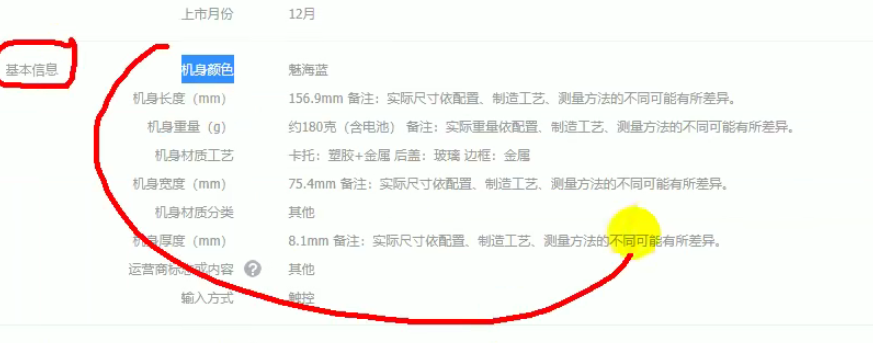 上市月份 12月
基本信息 机身颜色 魅海蓝
机身长度（mm） 156.9mm 备注：实际尺寸依配置、制造工艺、测量方法的不同可能有所差异。
机身重量（g） 约180克（含电池） 备注：实际重量依配置、制造工艺、测量方法的不同可能有所差异。
机身材质工艺 卡托：塑胶+金属 后盖：玻璃 边框：金属
机身宽度（mm） 75.4mm 备注：实际尺寸依配置、制造工艺、测量方法的不同可能有所差异。
机身材质分类 其他
机身厚度（mm） 8.1mm 备注：实际尺寸依配置、制造工艺、测量方法的不同可能有所差异。
运营商标志或内容 ? 其他
输入方式 触控